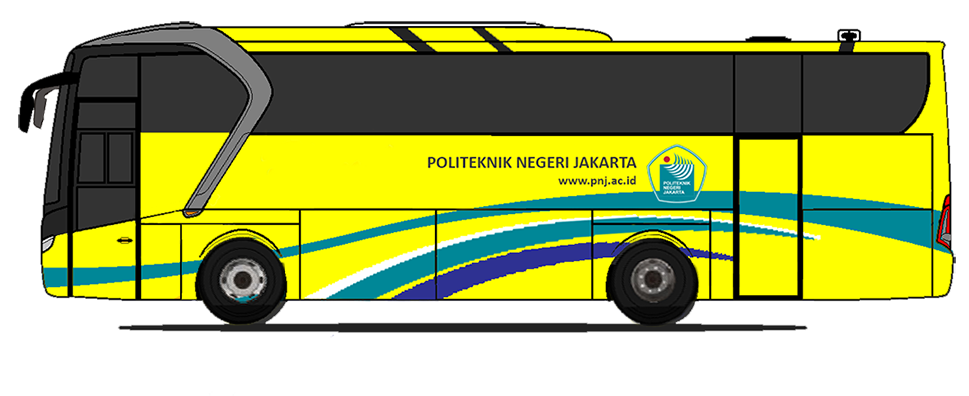 POLITEKNIK NEGERI JAKARTA
www.pnj.ac.id
POLITEKNIK
NEGERI
JAKARTA